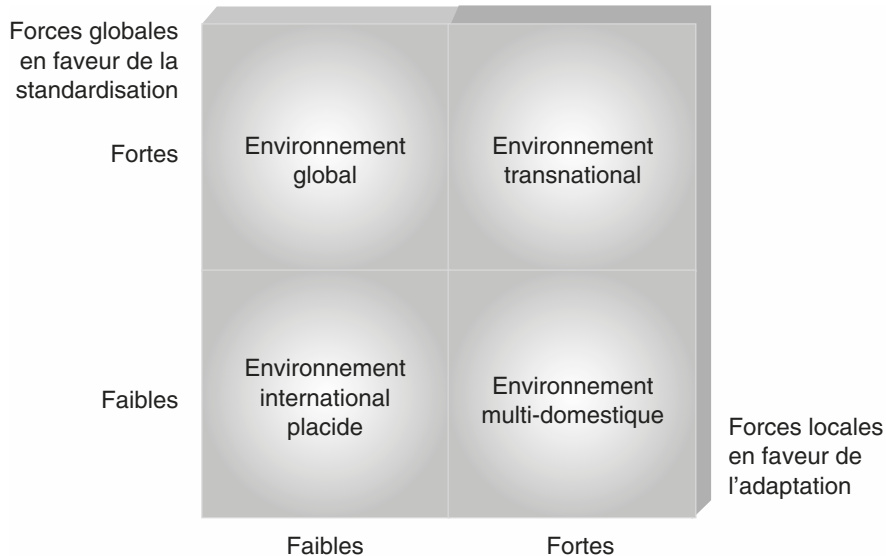 Forces globales
en faveur de la
standardisation
Fortes
Environnement
global
Environnement
transnational
Faibles
Environnement
international
placide
Environnement
multi-domestique
Forces locales
en faveur de
l'adaptation
Faibles
Fortes